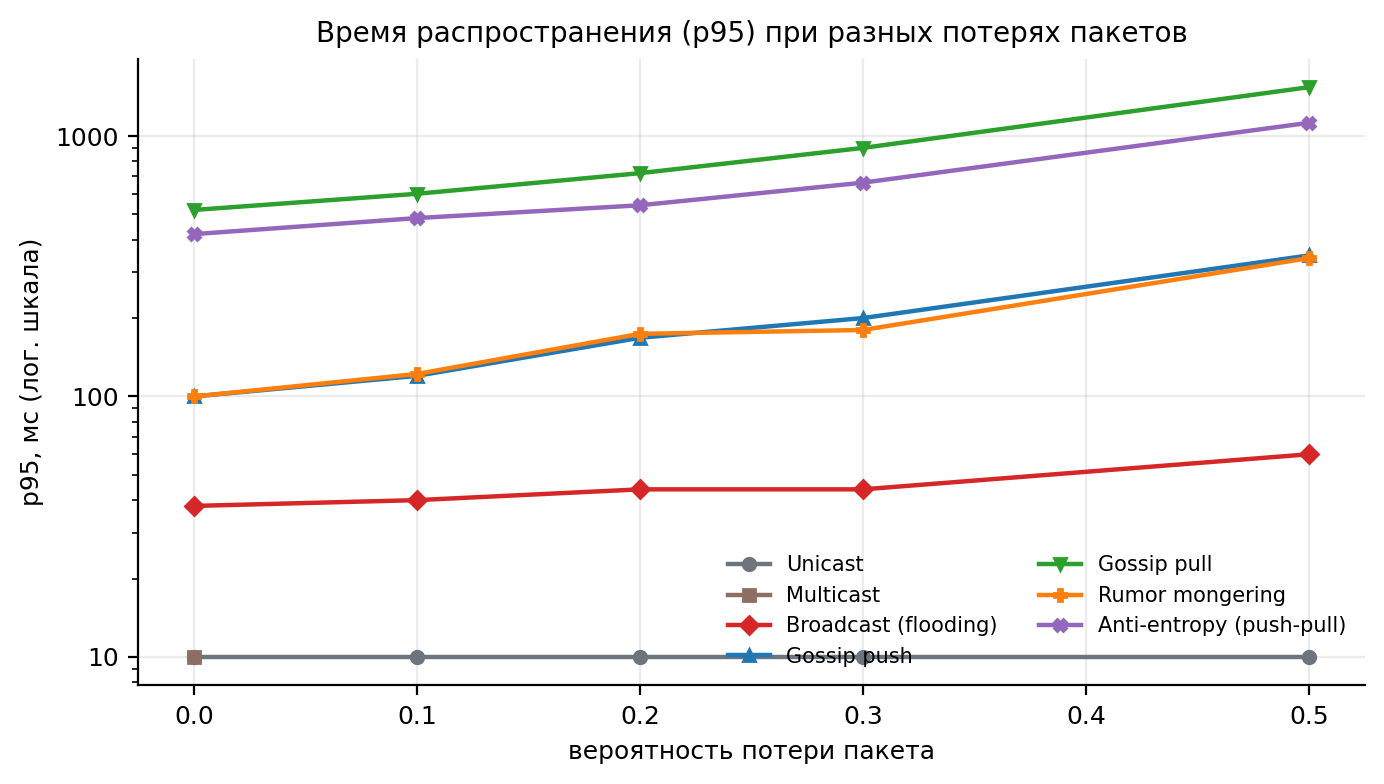 Время распространения (p95) при разных потерях пакетов
p95, мс (лог. шкала)
1000
100
10
Unicast
Multicast
Broadcast (flooding)
Gossip push
Gossip pull
Rumor mongering
Anti-entropy (push-pull)
0.0 0.1 0.2 0.3 0.4 0.5
вероятность потери пакета